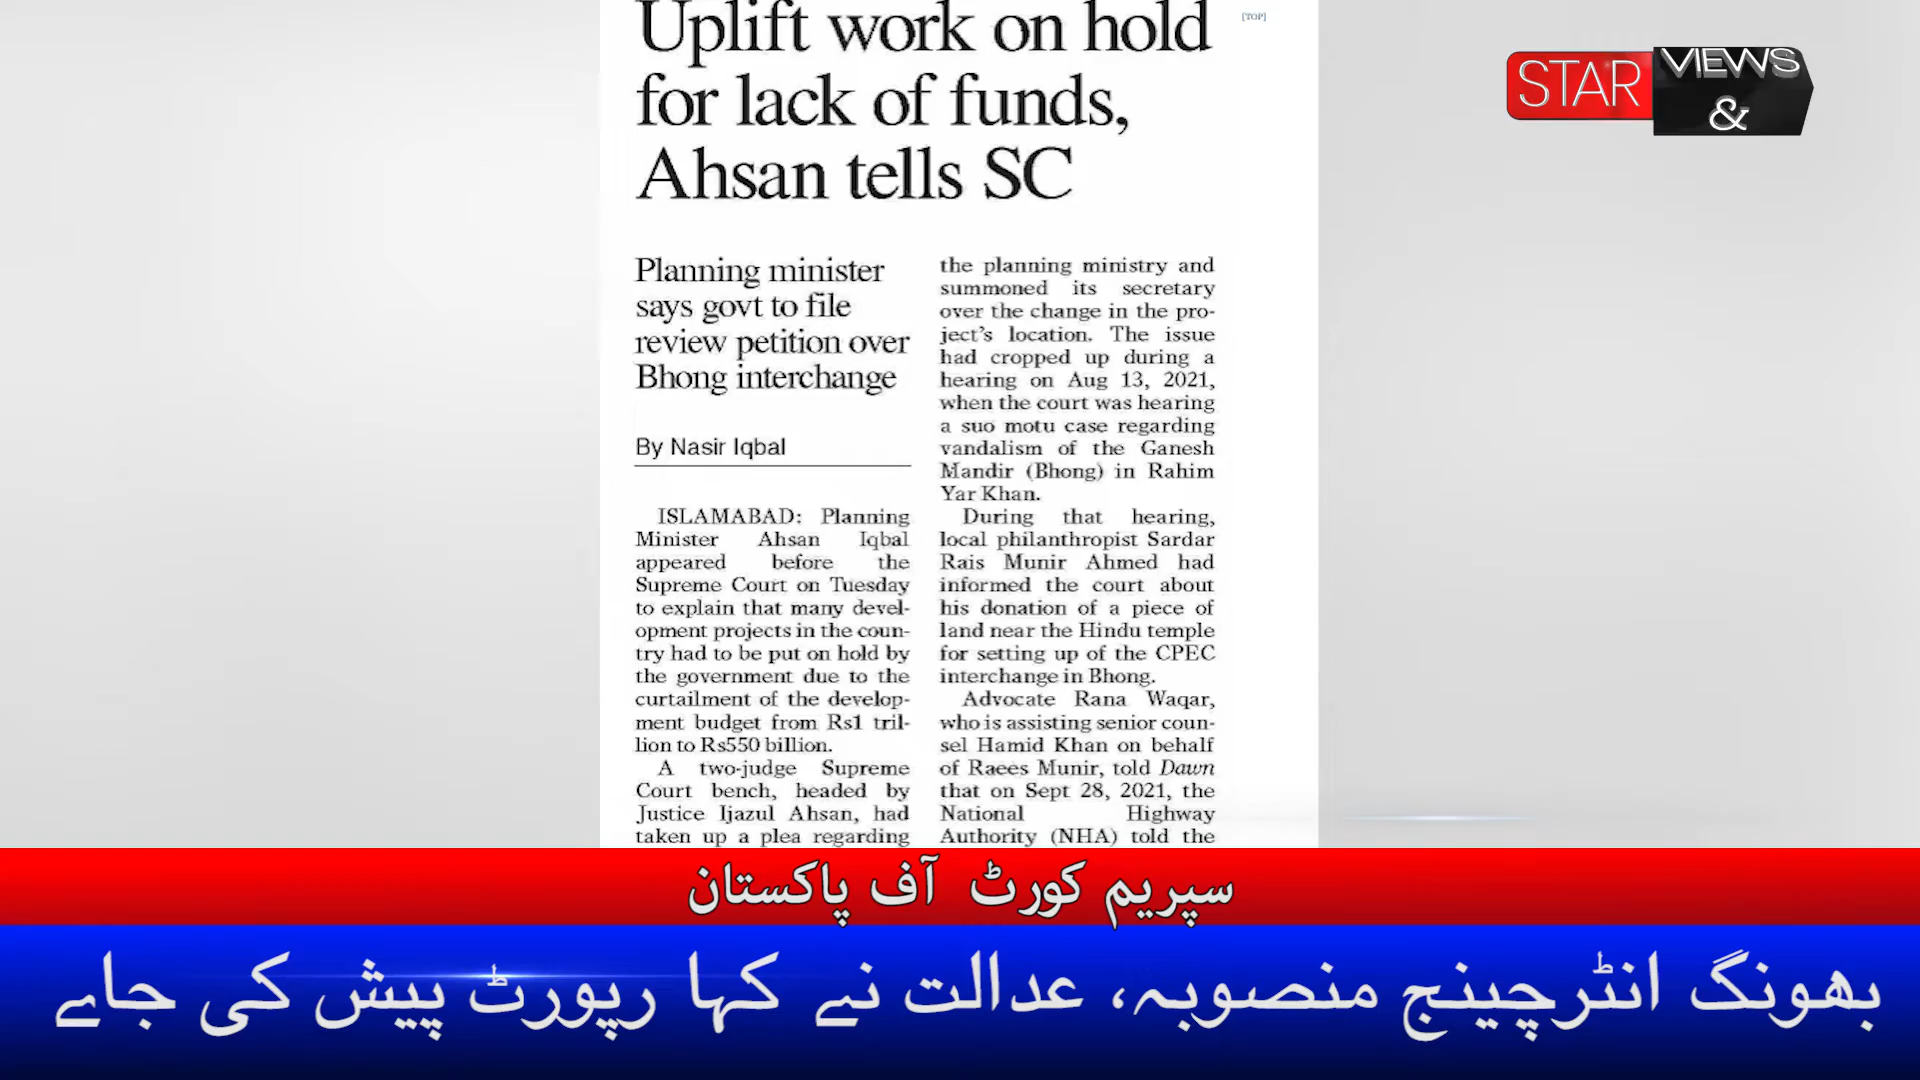 Uplift work on hold
for lack of funds,
Ahsan tells SC
[TOP]
STAR VIEWS
&
Planning minister
says govt to file
review petition over
Bhong interchange
By Nasir Iqbal
ISLAMABAD: Planning
Minister Ahsan Iqbal
appeared before the
Supreme Court on Tuesday
to explain that many devel-
opment projects in the coun-
try had to be put on hold by
the government due to the
curtailment of the develop-
ment budget from Rs1 tril-
lion to Rs550 billion.
A two-judge Supreme
Court bench, headed by
Justice Ijazul Ahsan, had
taken up a plea regarding
the planning ministry and
summoned its secretary
over the change in the pro-
ject's location. The issue
had cropped up during a
hearing on Aug 13, 2021,
when the court was hearing
a suo motu case regarding
vandalism of the Ganesh
Mandir (Bhong) in Rahim
Yar Khan.
During that hearing,
local philanthropist Sardar
Rais Munir Ahmed had
informed the court about
his donation of a piece of
land near the Hindu temple
for setting up of the CPEC
interchange in Bhong.
Advocate Rana Waqar,
who is assisting senior coun-
sel Hamid Khan on behalf
of Raees Munir, told Dawn
that on Sept 28, 2021, the
National Highway
Authority (NHA) told the
سپریم کورٹ آف پاکستان
بھونگ انٹرچینج منصوبہ، عدالت نے کہا رپورٹ پیش کی جاے